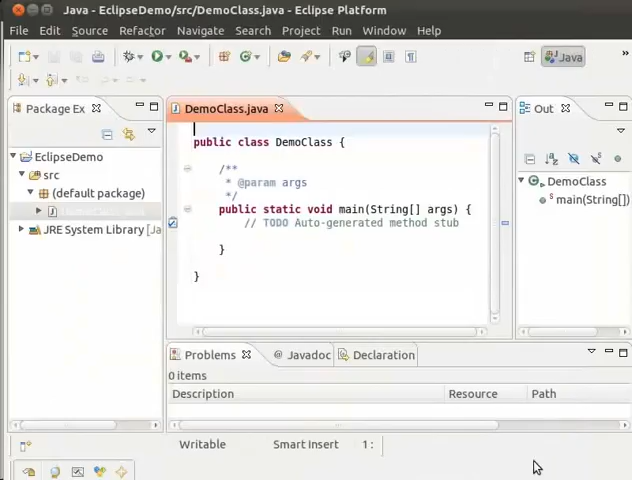 Java - EclipseDemo/src/DemoClass.java - Eclipse Platform
File Edit Source Refactor Navigate Search Project Run Window Help
Java
Package Ex
DemoClass.java
Out
EclipseDemo
src
(default package)
JRE System Library [Ja
public class DemoClass {
/**
* @param args
*/
public static void main(String[] args) {
// TODO Auto-generated method stub
}
}
DemoClass
main(String[])
Problems
@ Javadoc
Declaration
0 items
Description Resource Path
Writable Smart Insert 1 :